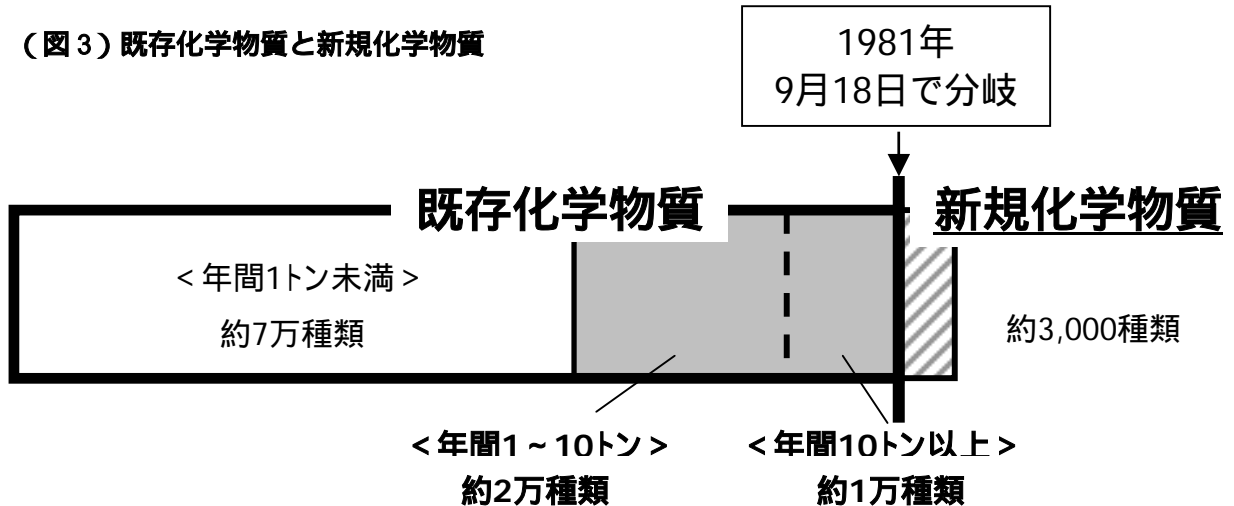 （図3）既存化学物質と新規化学物質
1981年
9月18日で分岐
既存化学物質
新規化学物質
＜年間1トン未満＞
約7万種類
約3,000種類
＜年間1～10トン＞
約2万種類
＜年間10トン以上＞
約1万種類